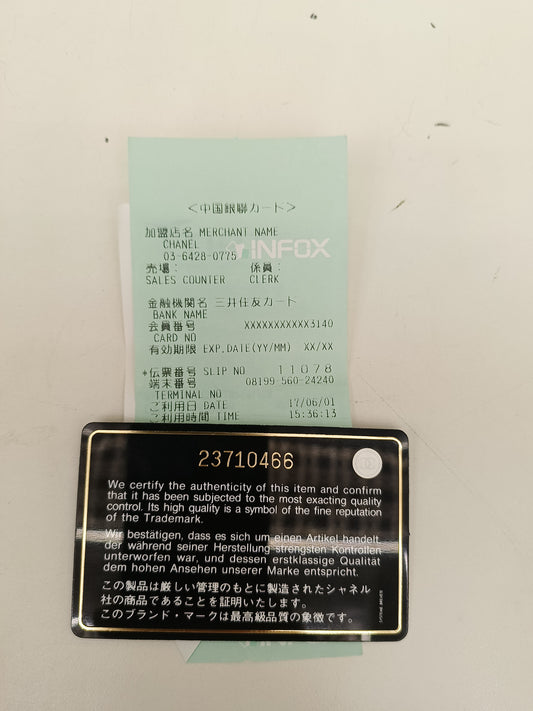 <中国銀聯カード>
加盟店名 MERCHANT NAME
CHANEL
INFOX
03-6428-0775
売場: 係員:
SALES COUNTER CLERK
金融機関名 三井住友カード
BANK NAME
会員番号 XXXXXXXXXXXX3140
CARD NO
有効期限 EXP.DATE(YY/MM) XX/XX
*伝票番号 SLIP NO 11078
端末番号 08199-560-24240
TERMINAL NO
ご利用日 DATE 17/06/01
ご利用時間 TIME 15:36:13
23710466
We certify the authenticity of this item and confirm
that it has been subjected to the most exacting quality
control. Its high quality is a symbol of the fine reputation
of the Trademark.
Wir bestätigen, dass es sich um einen Artikel handelt,
der während seiner Herstellung strengsten Kontrollen
unterworfen war, und dessen erstklassige Qualität
dem hohen Ansehen unserer Marke entspricht.
この製品は厳しい管理のもとに製造されたシャネル
社の商品であることを証明いたします。
このブランド・マークは最高級品質の象徴です。